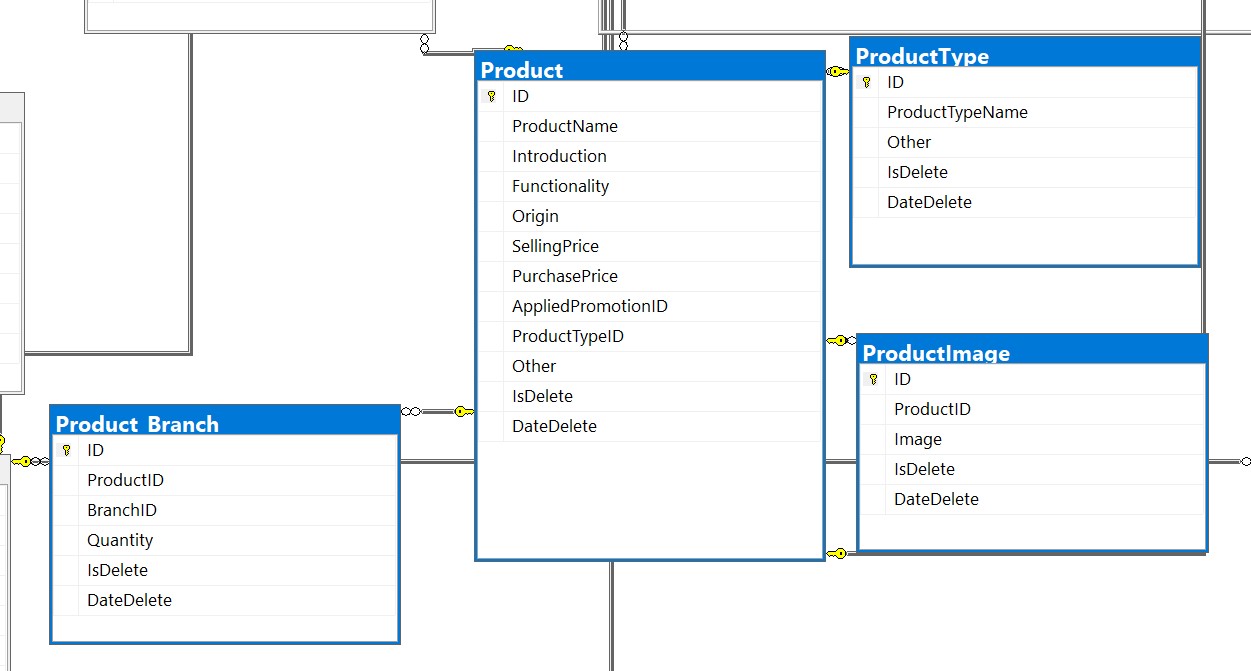 Product
ID
ProductName
Introduction
Functionality
Origin
SellingPrice
PurchasePrice
AppliedPromotionID
ProductTypeID
Other
IsDelete
DateDelete
ProductType
ID
ProductTypeName
Other
IsDelete
DateDelete
ProductImage
ID
ProductID
Image
IsDelete
DateDelete
Product_Branch
ID
ProductID
BranchID
Quantity
IsDelete
DateDelete